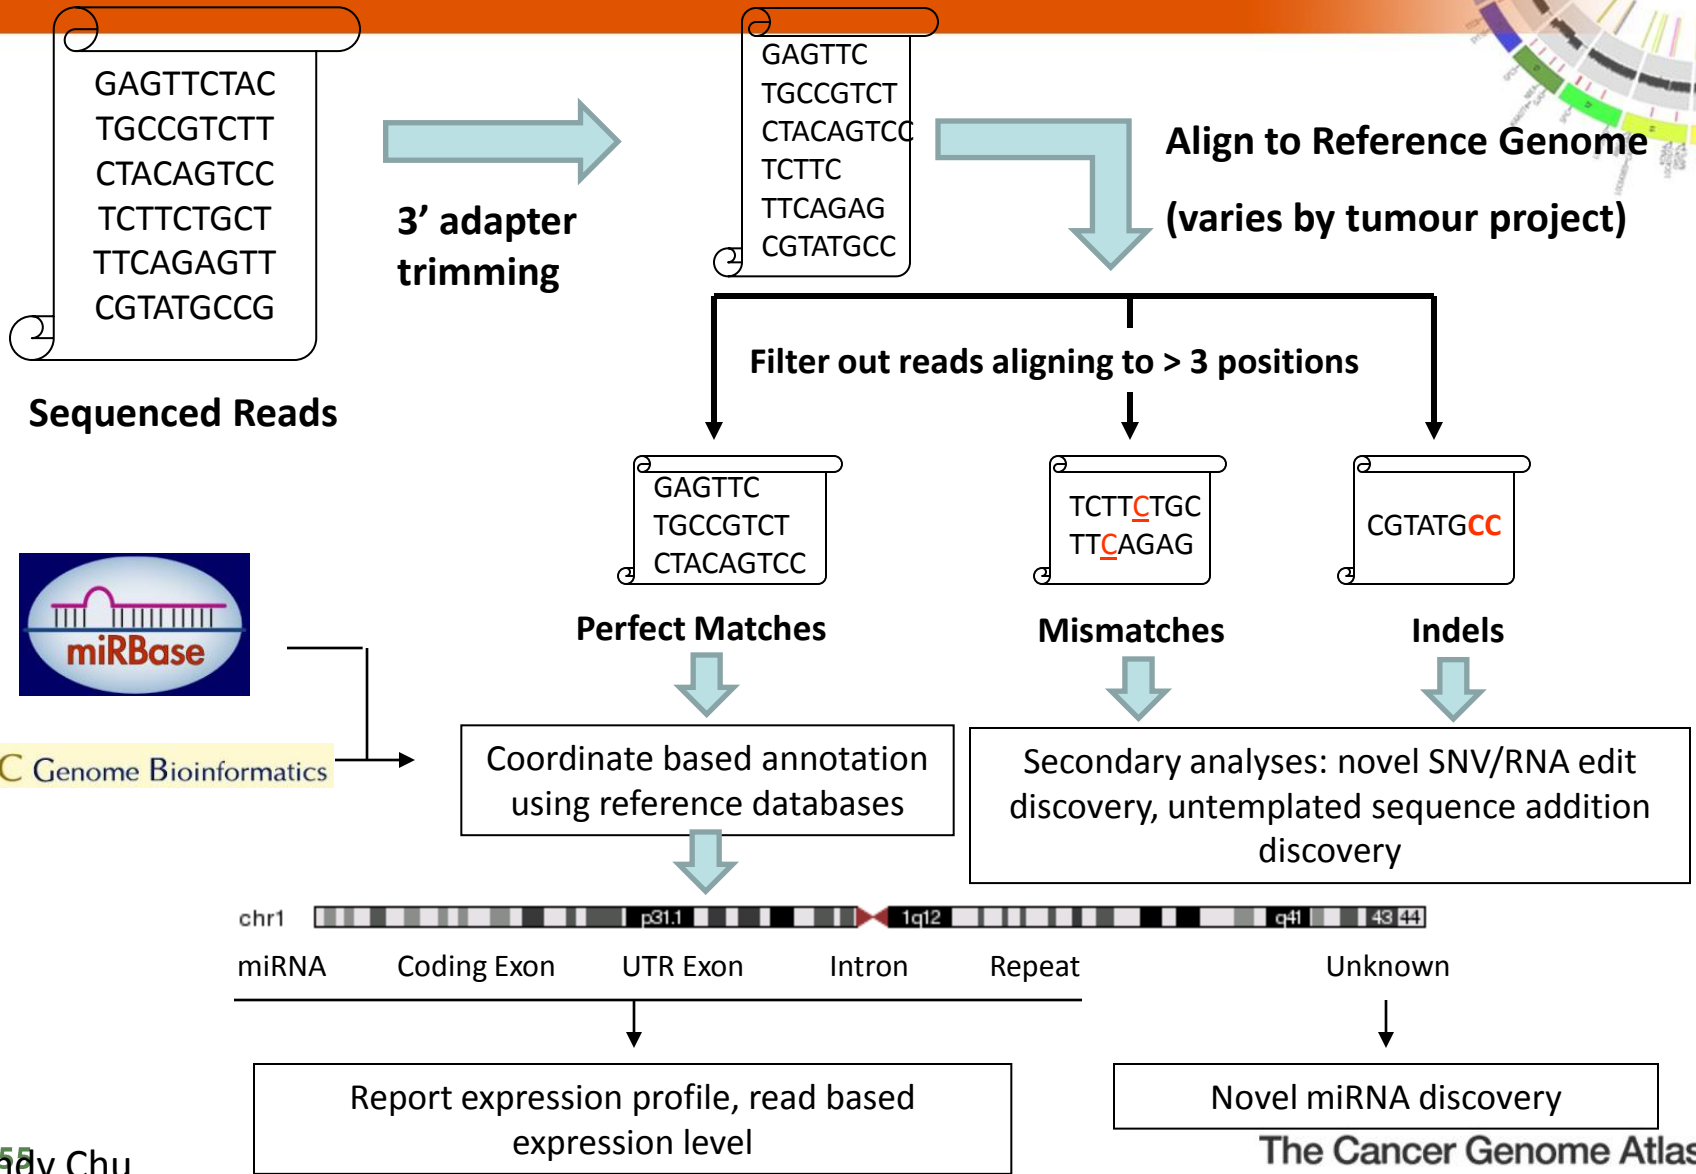 GAGTTCTAC
TGCCGTCTT
CTACAGTCC
TCTTCTGCT
TTCAGAGTT
CGTATGCCG
Sequenced Reads
3’ adapter
trimming
GAGTTC
TGCCGTCT
CTACAGTCC
TCTTC
TTCAGAG
CGTATGCC
Align to Reference Genome
(varies by tumour project)
Filter out reads aligning to > 3 positions
GAGTTC
TGCCGTCT
CTACAGTCC
Perfect Matches
TCTTCTGC
TTCAGAG
Mismatches
CGTATGCC
Indels
miRBase
C Genome Bioinformatics
Coordinate based annotation
using reference databases
Secondary analyses: novel SNV/RNA edit
discovery, untemplated sequence addition
discovery
chr1 p31.1 1q12 q41 43 44
miRNA Coding Exon UTR Exon Intron Repeat Unknown
Report expression profile, read based
expression level
Novel miRNA discovery
55
ndy Chu
The Cancer Genome Atlas